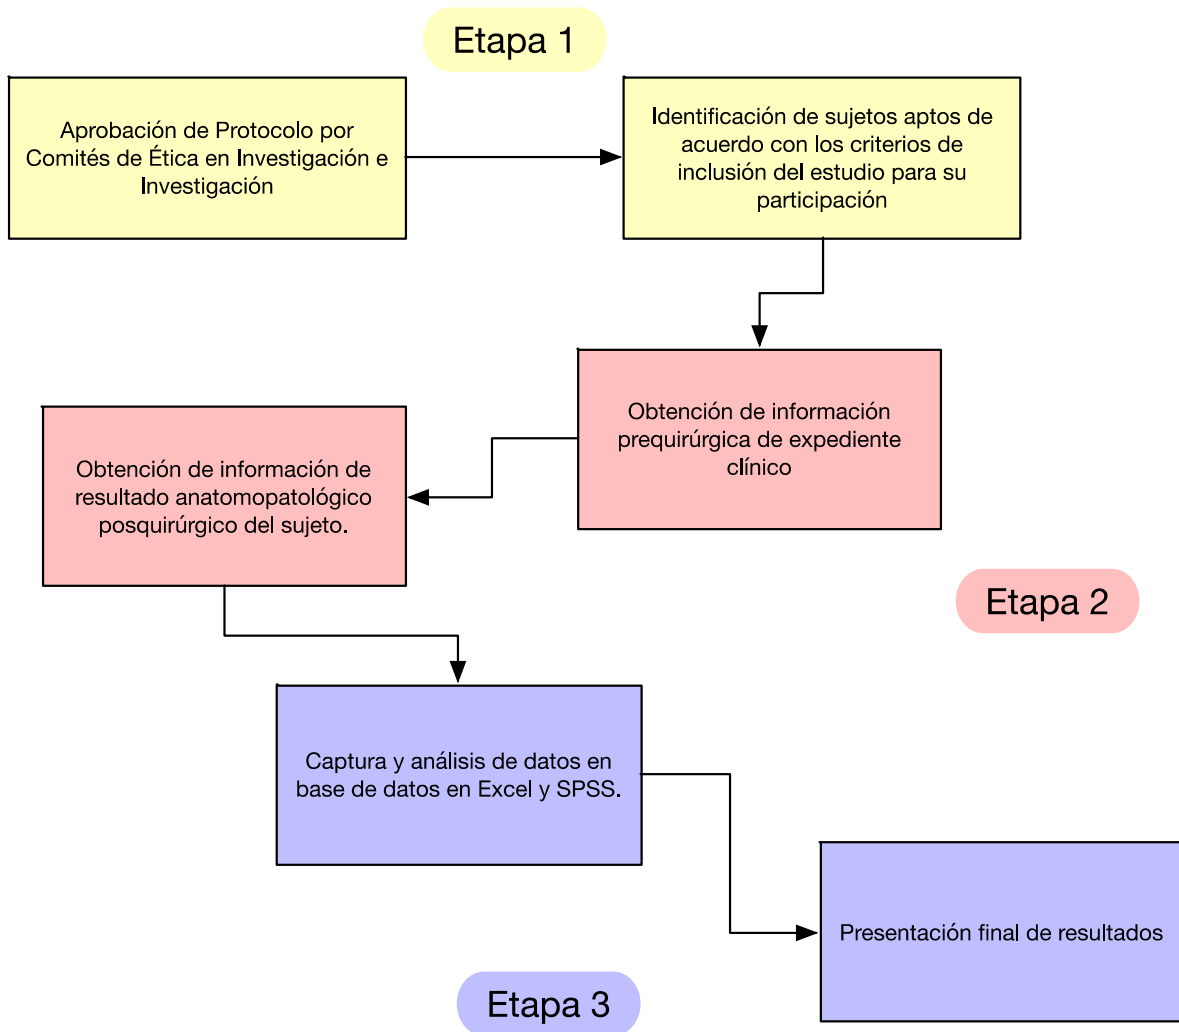 Etapa 1
Aprobación de Protocolo por
Comités de Ética en Investigación e
Investigación
Identificación de sujetos aptos de
acuerdo con los criterios de
inclusión del estudio para su
participación
Obtención de información
prequirúrgica de expediente
clínico
Obtención de información de
resultado anatomopatológico
posquirúrgico del sujeto.
Etapa 2
Captura y análisis de datos en
base de datos en Excel y SPSS.
Presentación final de resultados
Etapa 3